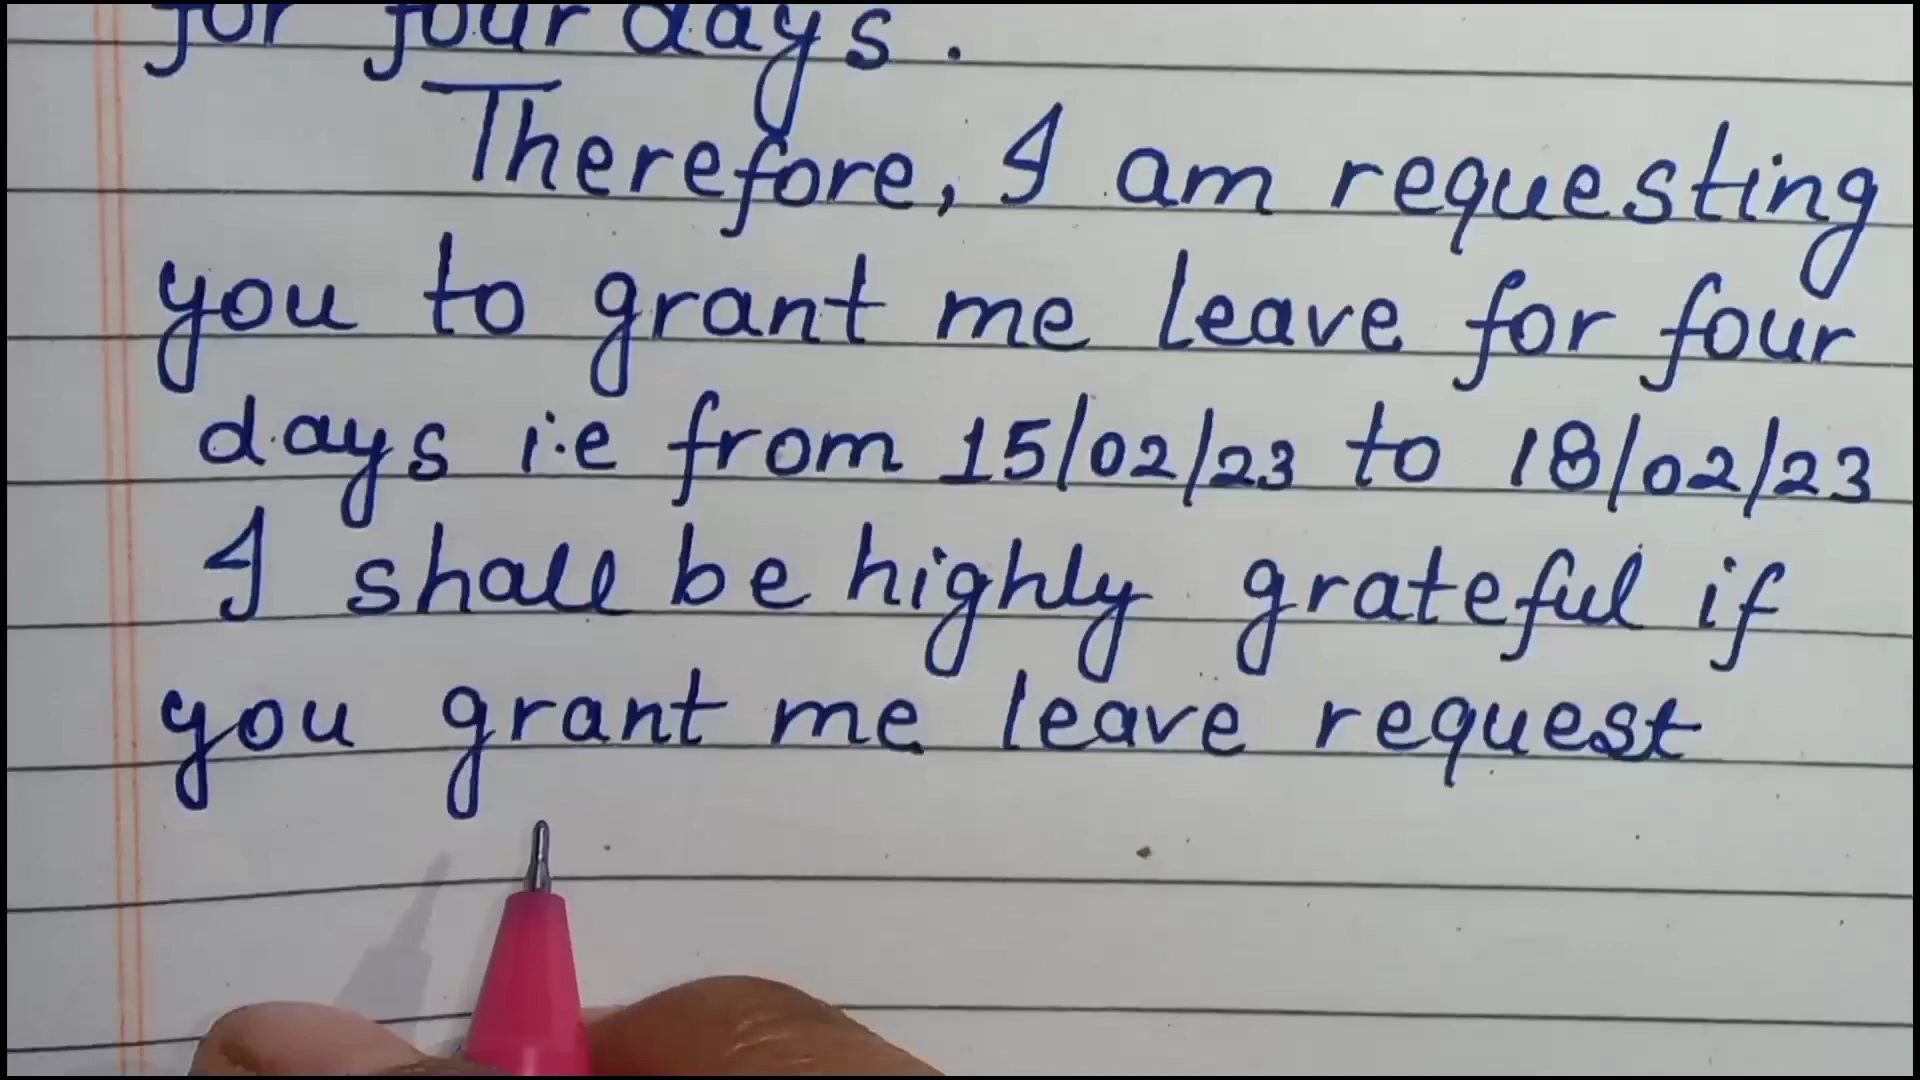 for four days.
Therefore, I am requesting
you to grant me leave for four
days i.e from 15/02/23 to 18/02/23
I shall be highly grateful if
you grant me leave request